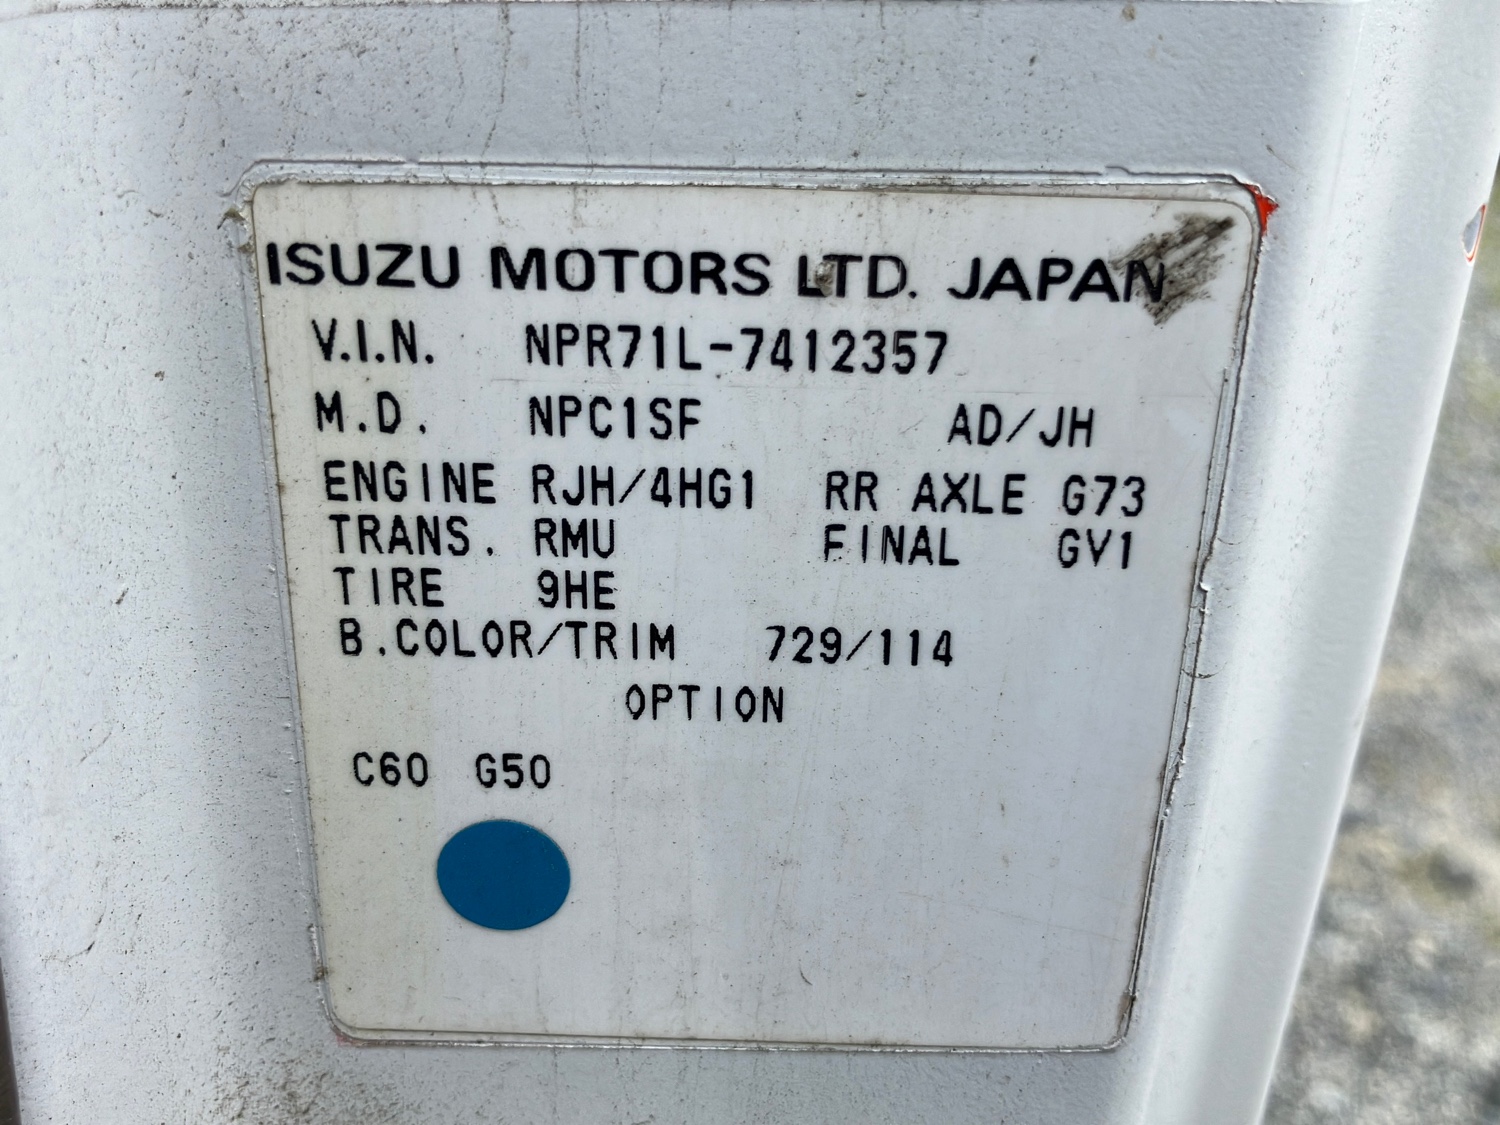 ISUZU MOTORS LTD. JAPAN
V.I.N. NPR71L-7412357
M.D. NPC1SF AD/JH
ENGINE RJH/4HG1 RR AXLE G73
TRANS. RMU FINAL GV1
TIRE 9HE
B.COLOR/TRIM 729/114
OPTION
C60 G50